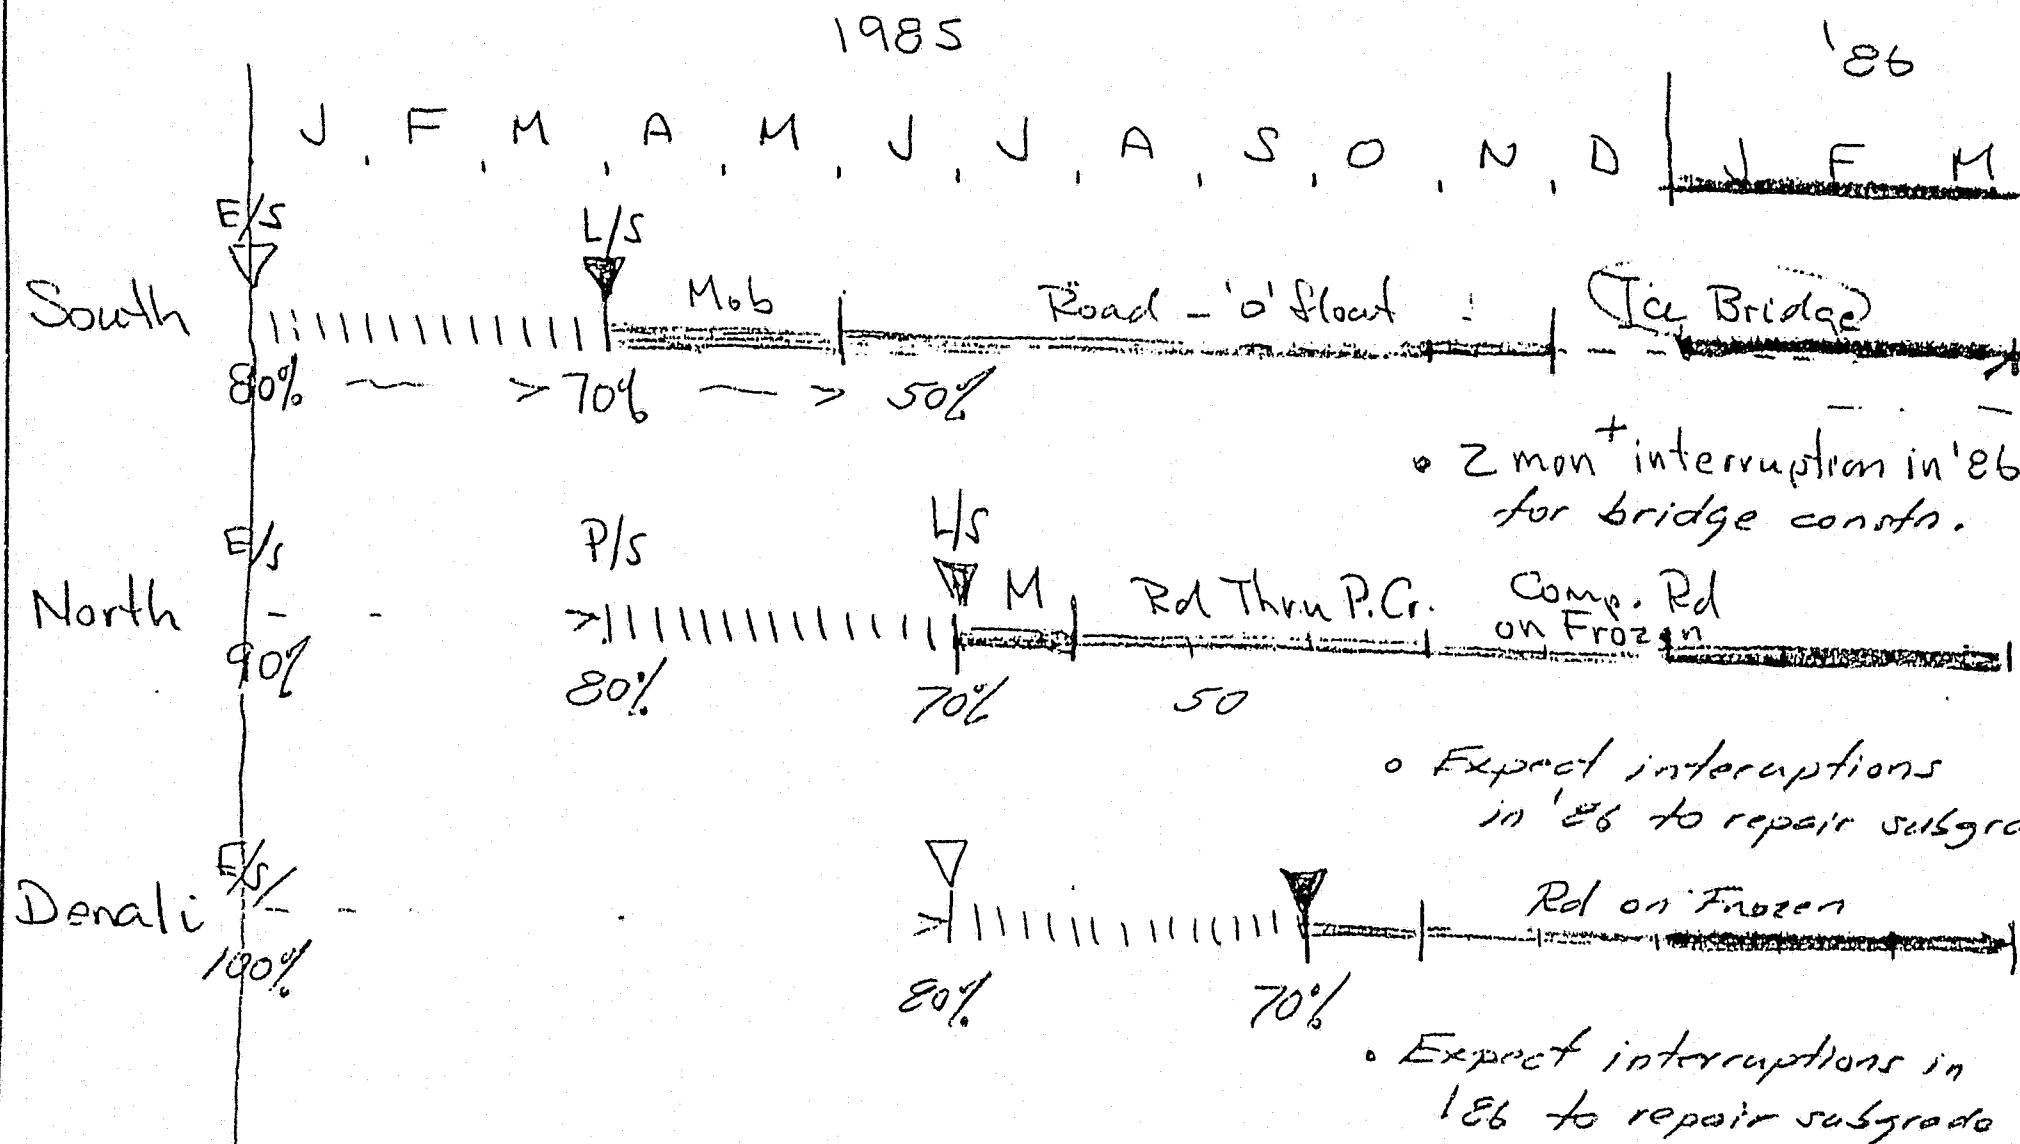 1985 '86
J F M A M J J A S O N D J F M
E/S L/S
South Mob Road - 'o' float Ice Bridge
80% > 70% > 50%
• 2 mon + interruption in '86
for bridge constn.
E/S P/S L/S
North M Rd Thru P.Cr. Comp. Rd
on Frozen
90% 80% 70% 50
• Expect interuptions
in '86 to repair subgra
E/S
Denali Rd on Frozen
100% 80% 70%
• Expect interruptions in
'86 to repair subgrade